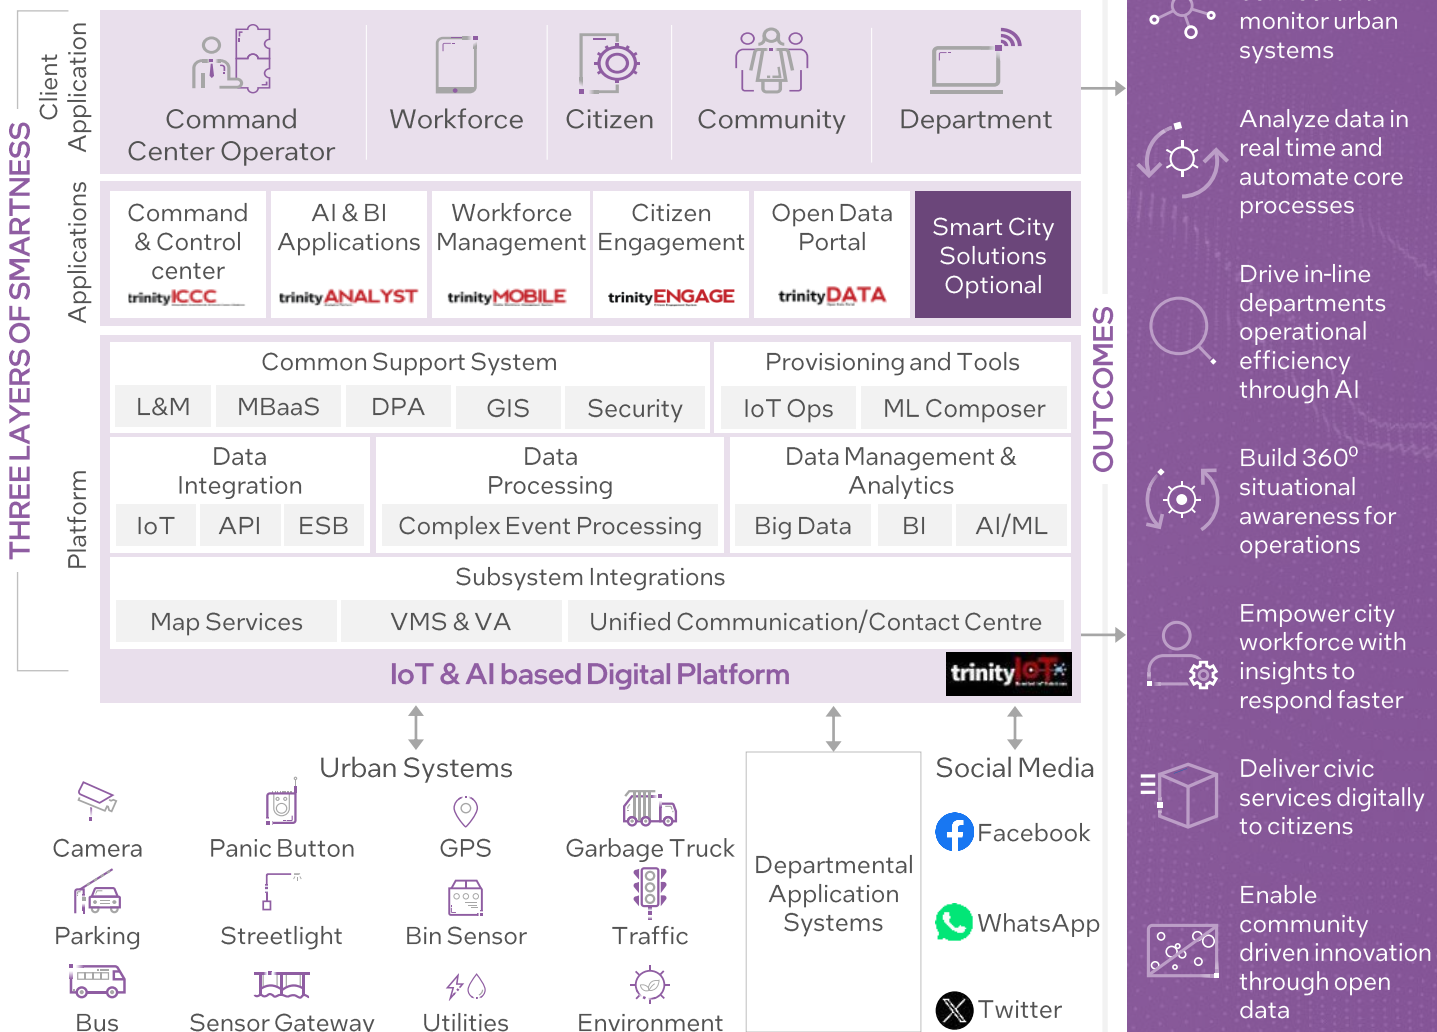 THREE LAYERS OF SMARTNESS
Client
Application
Command
Center Operator
Workforce
Citizen
Community
Department
Applications
Command
& Control
center
trinityICCC
AI & BI
Applications
trinityANALYST
Workforce
Management
trinityMOBILE
Citizen
Engagement
trinityENGAGE
Open Data
Portal
trinityDATA
Smart City
Solutions
Optional
Platform
Common Support System
L&M
MBaaS
DPA
GIS
Security
Provisioning and Tools
IoT Ops
ML Composer
Data
Integration
IoT
API
ESB
Data
Processing
Complex Event Processing
Data Management &
Analytics
Big Data
BI
AI/ML
Subsystem Integrations
Map Services
VMS & VA
Unified Communication/Contact Centre
IoT & AI based Digital Platform
trinityIoT
Urban Systems
Camera
Panic Button
GPS
Garbage Truck
Parking
Streetlight
Bin Sensor
Traffic
Bus
Sensor Gateway
Utilities
Environment
Departmental
Application
Systems
Social Media
Facebook
WhatsApp
Twitter
OUTCOMES
monitor urban
systems
Analyze data in
real time and
automate core
processes
Drive in-line
departments
operational
efficiency
through AI
Build 360⁰
situational
awareness for
operations
Empower city
workforce with
insights to
respond faster
Deliver civic
services digitally
to citizens
Enable
community
driven innovation
through open
data